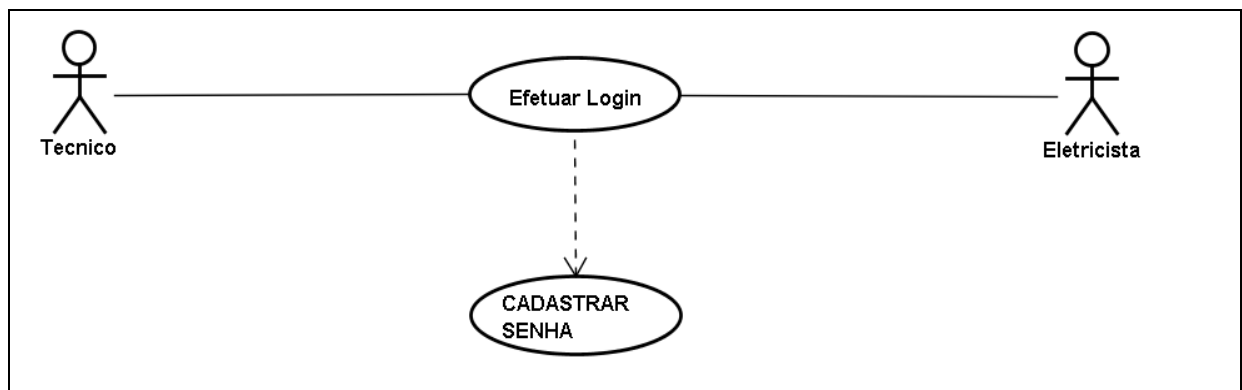 Efetuar Login
Tecnico
Eletricista
CADASTRAR
SENHA